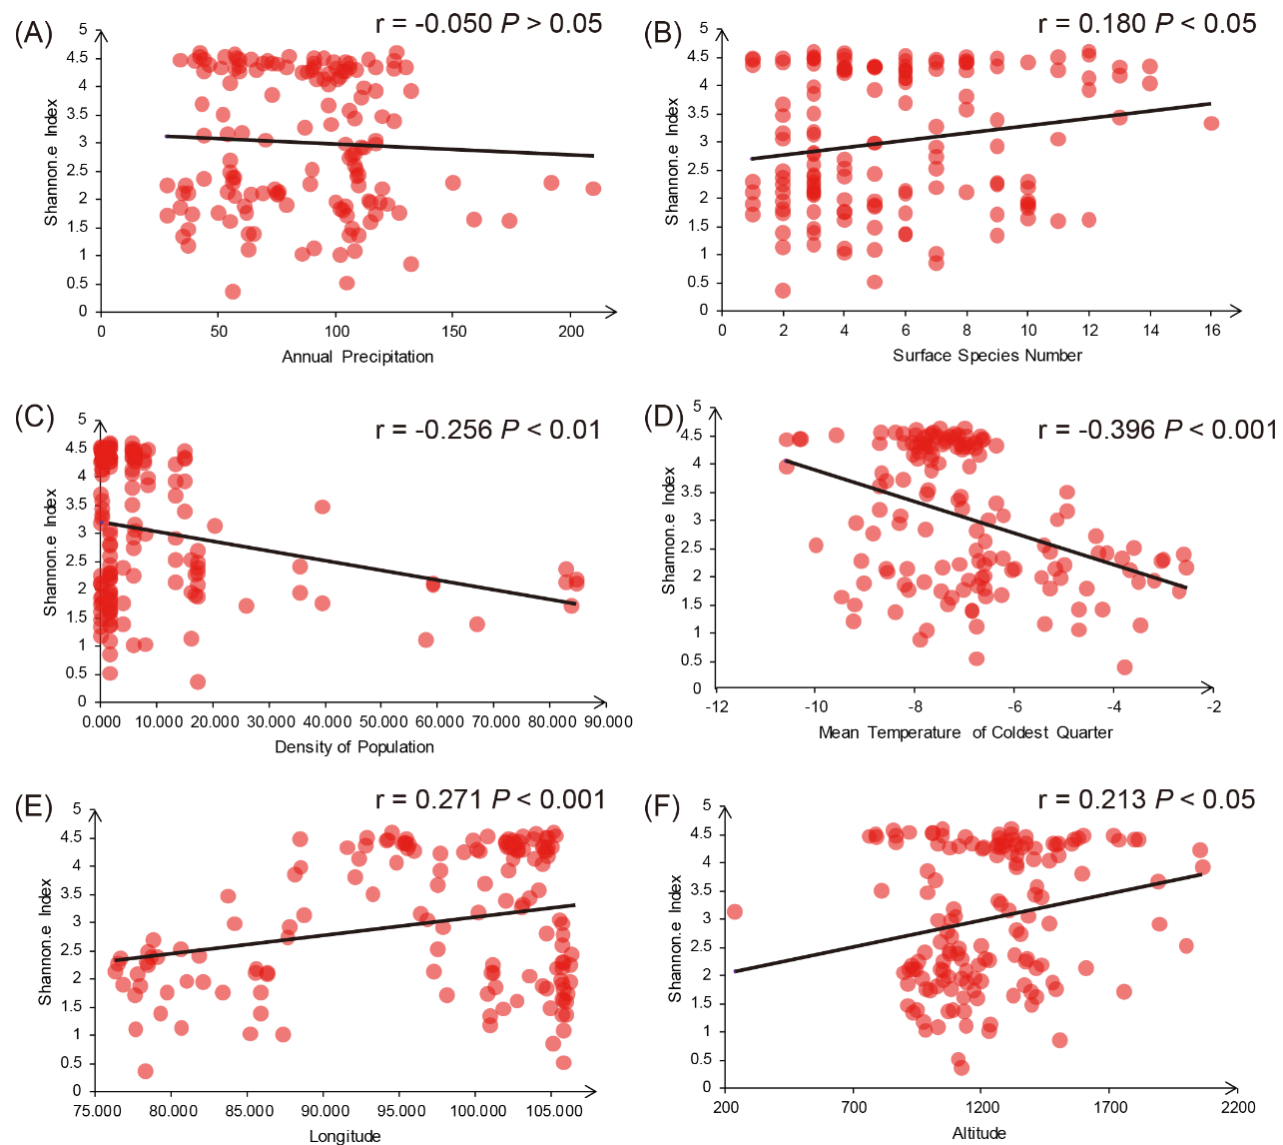 (A)
r = -0.050 P > 0.05
5
4.5
4
3.5
3
2.5
2
1.5
1
0.5
0
Shannon.e Index
0 50 100 150 200
Annual Precipitation
(B)
r = 0.180 P < 0.05
5
4.5
4
3.5
3
2.5
2
1.5
1
0.5
0
Shannon.e Index
0 2 4 6 8 10 12 14 16
Surface Species Number
(C)
r = -0.256 P < 0.01
5
4.5
4
3.5
3
2.5
2
1.5
1
0.5
0
Shannon.e Index
0.000 10.000 20.000 30.000 40.000 50.000 60.000 70.000 80.000 90.000
Density of Population
(D)
r = -0.396 P < 0.001
5
4.5
4
3.5
3
2.5
2
1.5
1
0.5
0
Shannon.e Index
-12 -10 -8 -6 -4 -2
Mean Temperature of Coldest Quarter
(E)
r = 0.271 P < 0.001
5
4.5
4
3.5
3
2.5
2
1.5
1
0.5
0
Shannon.e Index
75.000 80.000 85.000 90.000 95.000 100.000 105.000
Longitude
(F)
r = 0.213 P < 0.05
5
4.5
4
3.5
3
2.5
2
1.5
1
0.5
0
Shannon.e Index
200 700 1200 1700 2200
Altitude